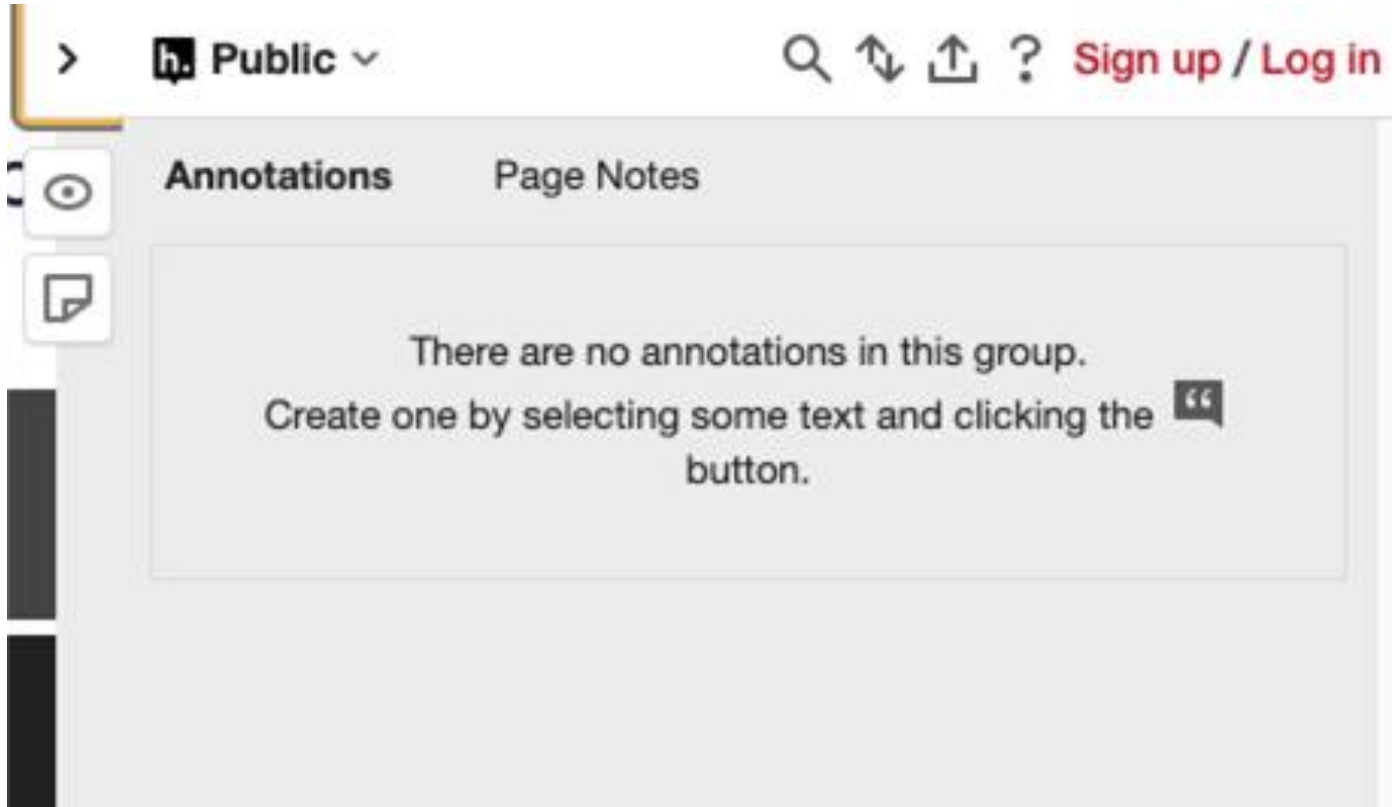 h. Public
? Sign up / Log in
Annotations Page Notes
There are no annotations in this group.
Create one by selecting some text and clicking the “
button.